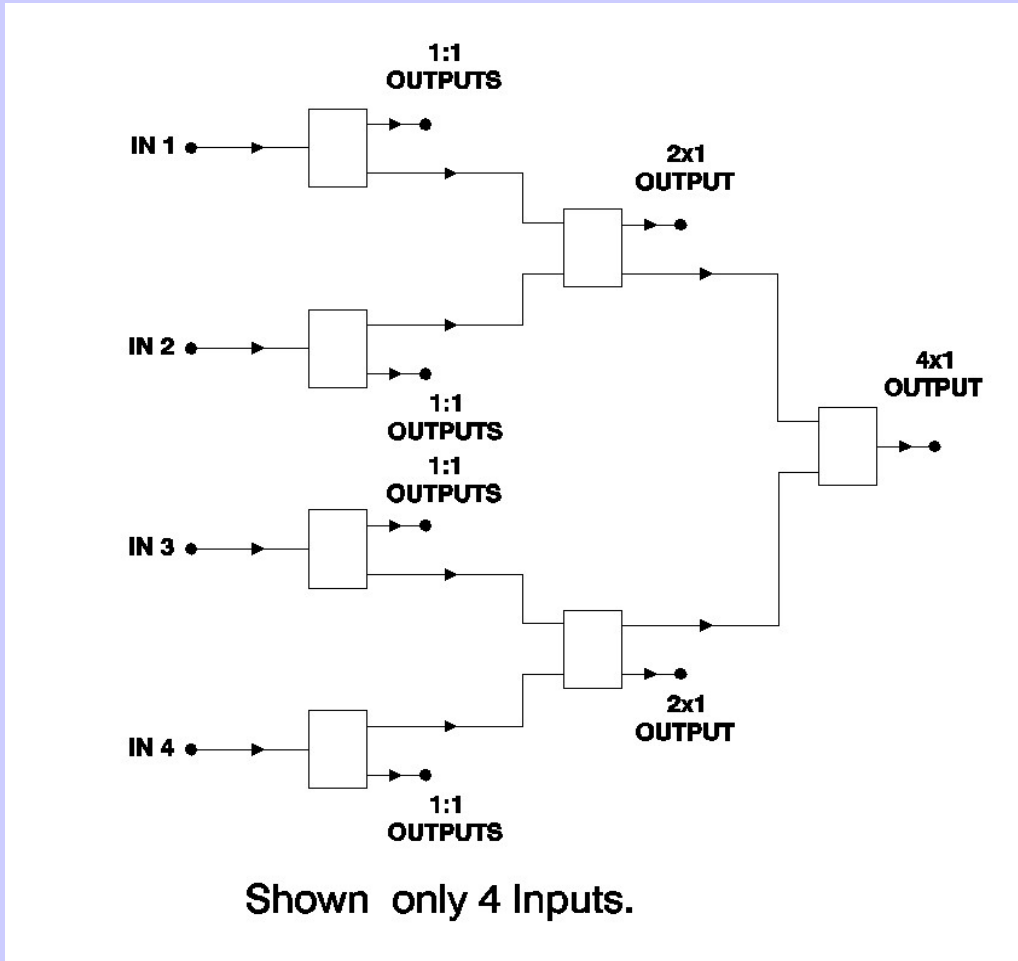 1:1
OUTPUTS
IN 1
2x1
OUTPUT
IN 2
4x1
OUTPUT
1:1
OUTPUTS
1:1
OUTPUTS
IN 3
2x1
OUTPUT
IN 4
1:1
OUTPUTS
Shown only 4 Inputs.